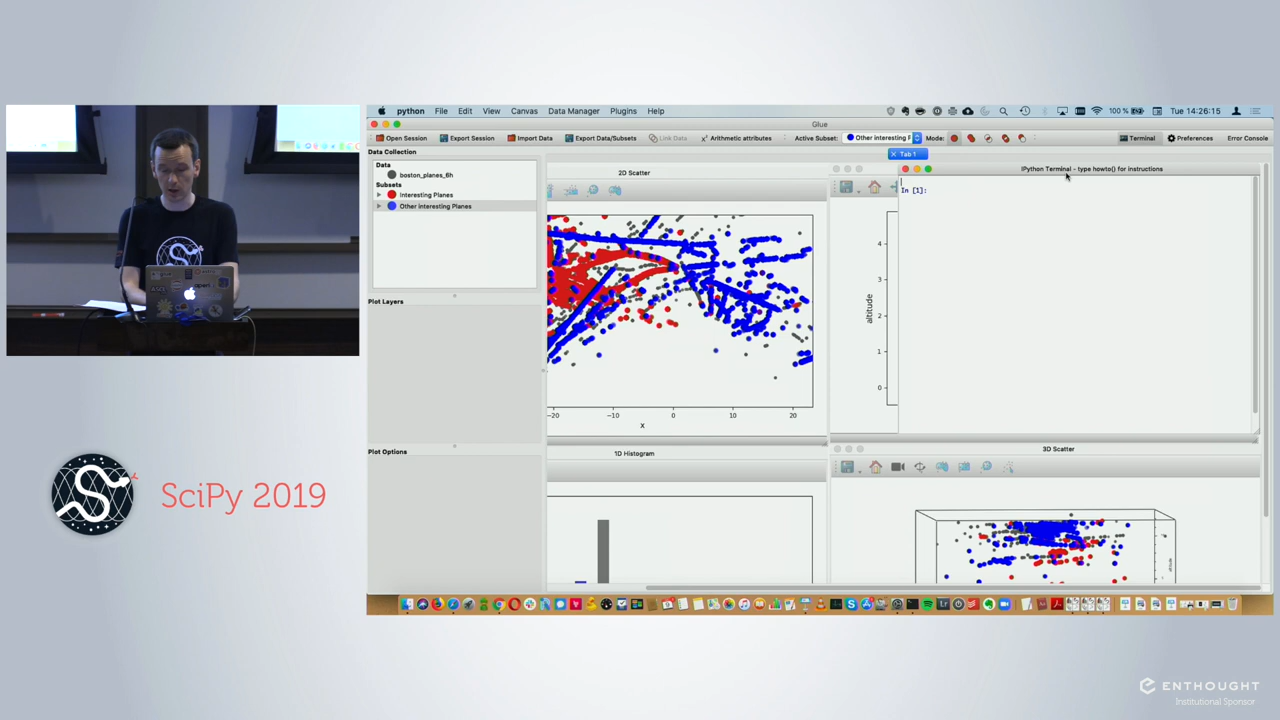 python File Edit View Canvas Data Manager Plugins Help 100 % Tue 14:26:15
Glue
Open Session Export Session Import Data Export Data/Subsets Link Data Arithmetic attributes Active Subset: Other Interesting F Mode: Terminal Preferences Error Console
Data Collection
Data
boston_planes_6h
Subsets
Interesting Planes
Other Interesting Planes
Plot Layers
Plot Options
Tab 1
2D Scatter
-20 -10 0 10 20
x
4
3
2
1
0
altitude
IPython Terminal - type howto() for instructions
In [1]:
1D Histogram
3D Scatter
SciPy 2019
ENTHOUGHT
Institutional Sponsor